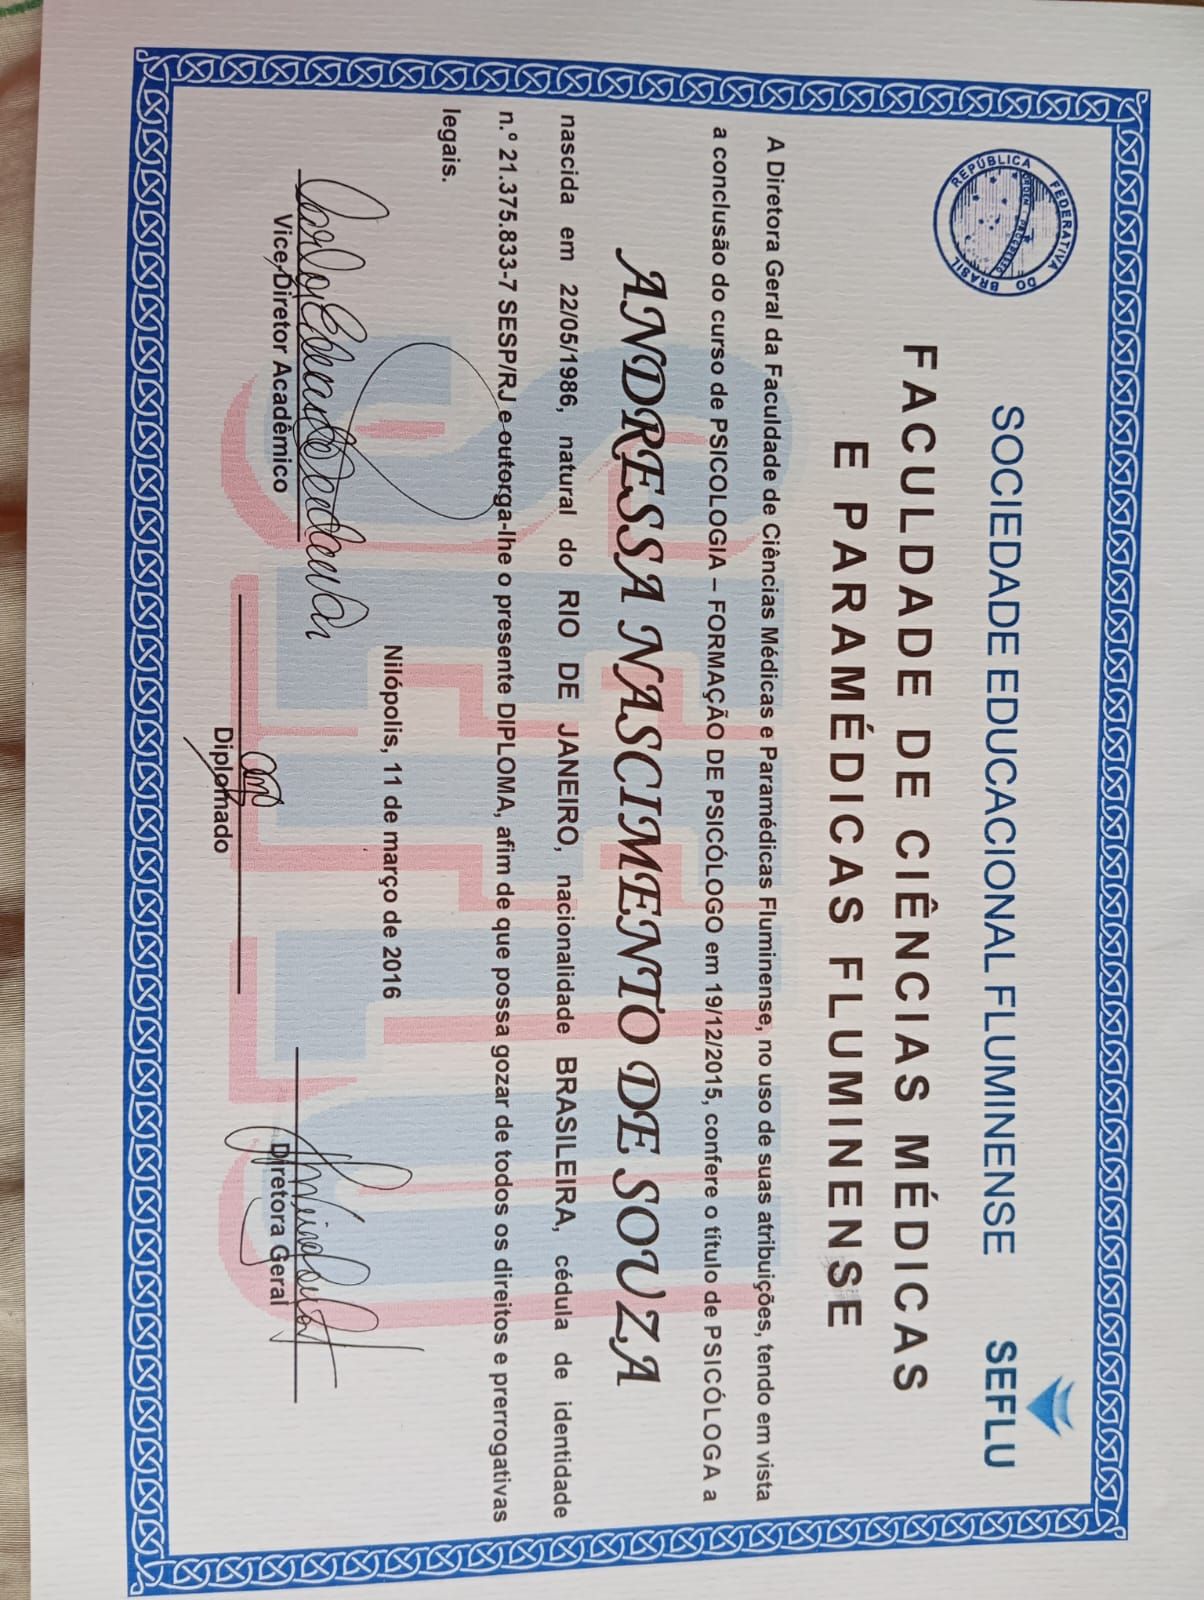 SOCIEDADE EDUCACIONAL FLUMINENSE SEFLU
REPÚBLICA FEDERATIVA DO BRASIL
ORDEM E PROGRESSO
FACULDADE DE CIÊNCIAS MÉDICAS
E PARAMÉDICAS FLUMINENSE
A Diretora Geral da Faculdade de Ciências Médicas e Paramédicas Fluminense, no uso de suas atribuições, tendo em vista
a conclusão do curso de PSICOLOGIA – FORMAÇÃO DE PSICÓLOGO em 19/12/2015, confere o título de PSICÓLOGA a
ANDRESSA NASCIMENTO DE SOUZA
nascida em 22/05/1986, natural do RIO DE JANEIRO, nacionalidade BRASILEIRA, cédula de identidade
n.º 21.375.833-7 SESP/RJ e outorga-lhe o presente DIPLOMA, afim de que possa gozar de todos os direitos e prerrogativas
legais.
Nilópolis, 11 de março de 2016
Vice-Diretor Acadêmico
Diretora Geral
Diplomado
SEFLU